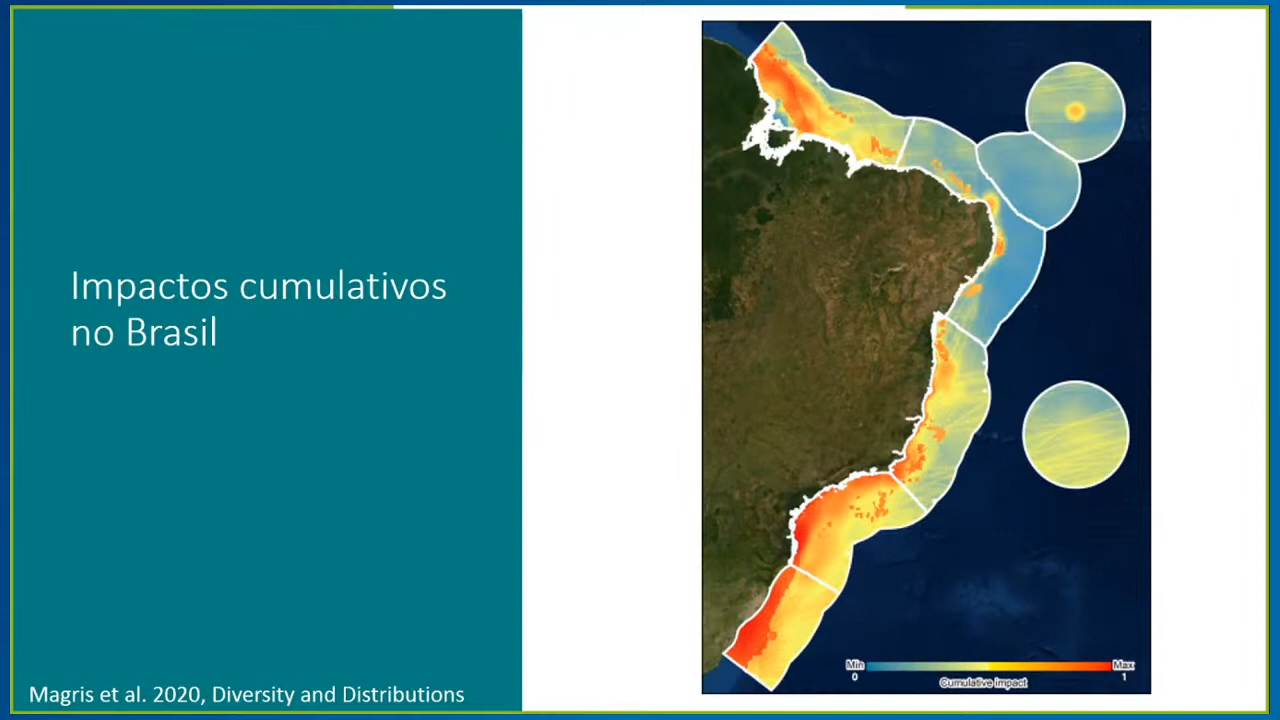 Impactos cumulativos
no Brasil
Magris et al. 2020, Diversity and Distributions
Min
Max
0
1
Cumulative impact